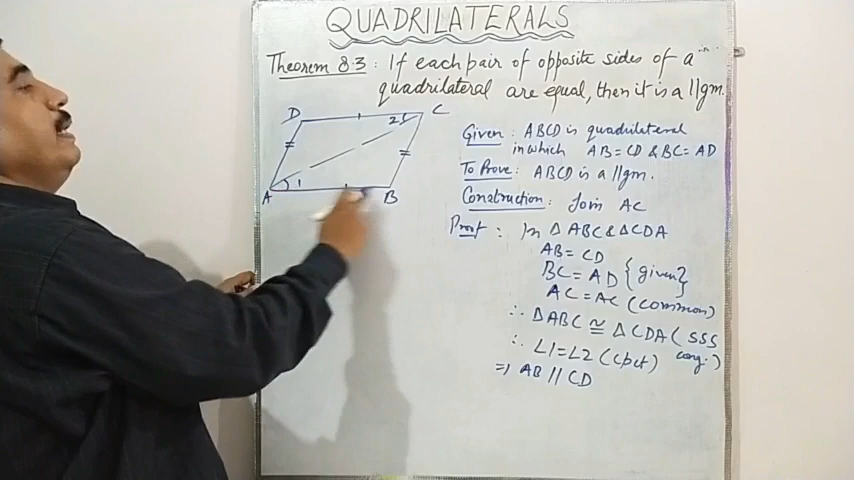 QUADRILATERALS
Theorem 8.3 : If each pair of opposite sides of a
quadrilateral are equal, then it is a ||gm.
D C
2
A 1 B
Given : ABCD is quadrilateral
in which AB = CD & BC = AD
To Prove : ABCD is a ||gm.
Construction : Join AC
Proof : In Δ ABC & Δ CDA
AB = CD
BC = AD {given}
AC = AC (common)
∴ Δ ABC ≅ Δ CDA (SSS cong.)
∴ ∠1 = ∠2 (cpct)
⇒ AB || CD